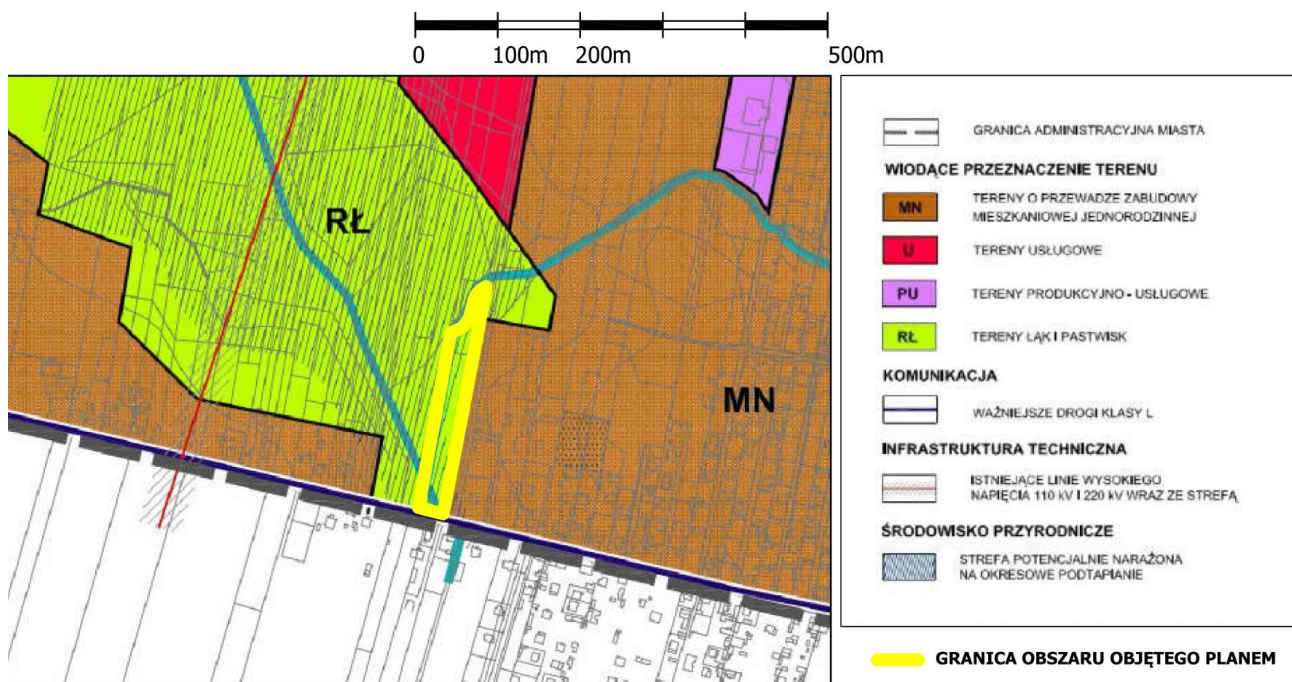 0 100m 200m 500m
RŁ
MN
GRANICA ADMINISTRACYJNA MIASTA
WIODĄCE PRZEZNACZENIE TERENU
MN TERENY O PRZEWADZE ZABUDOWY
MIESZKANIOWEJ JEDNORODZINNEJ
U TERENY USŁUGOWE
PU TERENY PRODUKCYJNO - USŁUGOWE
RŁ TERENY ŁĄK I PASTWISK
KOMUNIKACJA
WAŻNIEJSZE DROGI KLASY L
INFRASTRUKTURA TECHNICZNA
ISTNIEJĄCE LINIE WYSOKIEGO
NAPIĘCIA 110 kV I 220 kV WRAZ ZE STREFĄ
ŚRODOWISKO PRZYRODNICZE
STREFA POTENCJALNIE NARAŻONA
NA OKRESOWE PODTAPIANIE
GRANICA OBSZARU OBJĘTEGO PLANEM